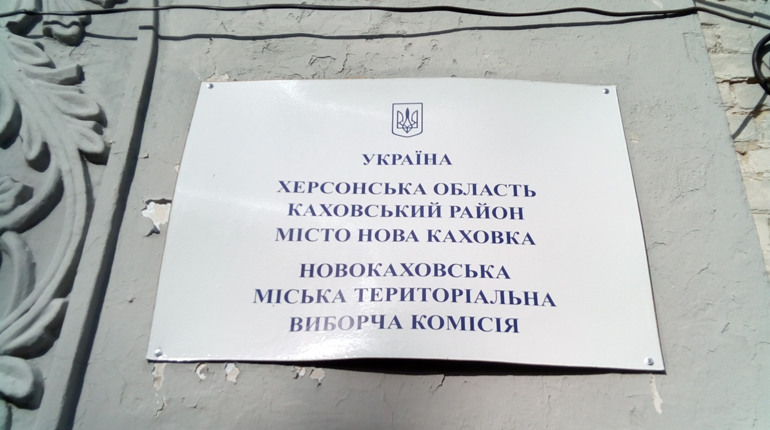 УКРАЇНА
ХЕРСОНСЬКА ОБЛАСТЬ
КАХОВСЬКИЙ РАЙОН
МІСТО НОВА КАХОВКА
НОВОКАХОВСЬКА
МІСЬКА ТЕРИТОРІАЛЬНА
ВИБОРЧА КОМІСІЯ